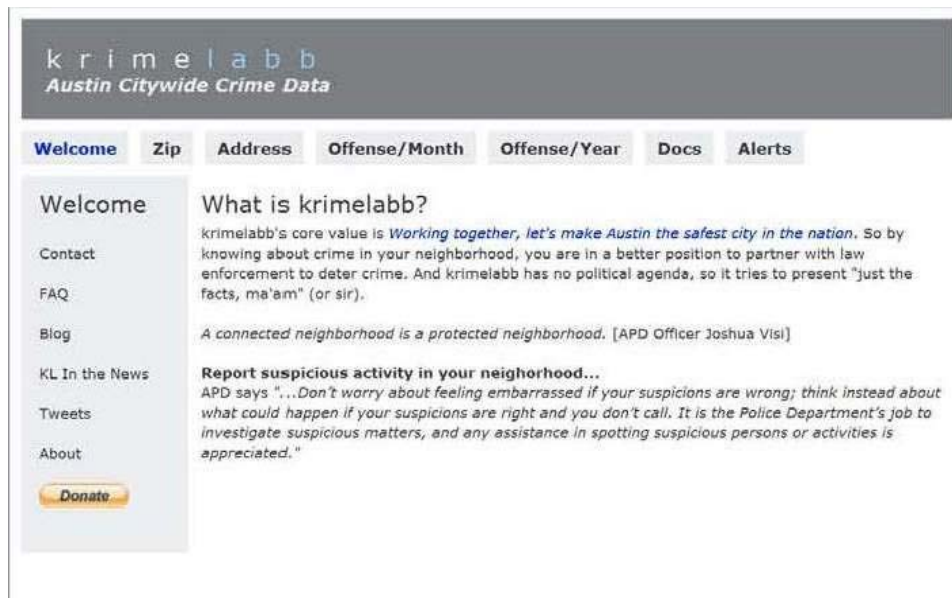 krimelabb
Austin Citywide Crime Data
Welcome Zip Address Offense/Month Offense/Year Docs Alerts
Welcome
Contact
FAQ
Blog
KL In the News
Tweets
About
Donate
What is krimelabb?
krimelabb's core value is Working together, let's make Austin the safest city in the nation. So by
knowing about crime in your neighborhood, you are in a better position to partner with law
enforcement to deter crime. And krimelabb has no political agenda, so it tries to present "just the
facts, ma'am" (or sir).
A connected neighborhood is a protected neighborhood. [APD Officer Joshua Visi]
Report suspicious activity in your neighorhood...
APD says "...Don't worry about feeling embarrassed if your suspicions are wrong; think instead about
what could happen if your suspicions are right and you don't call. It is the Police Department's job to
investigate suspicious matters, and any assistance in spotting suspicious persons or activities is
appreciated."